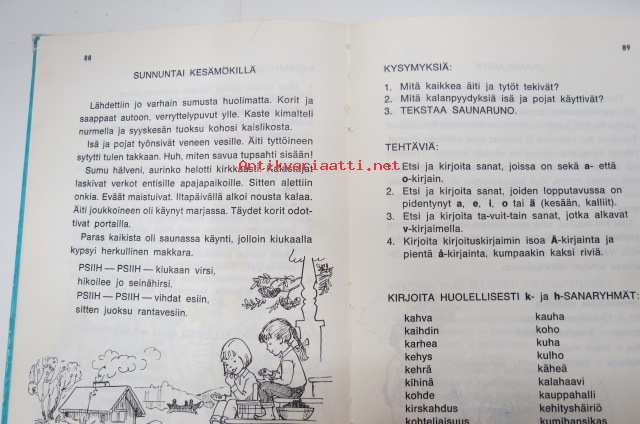 88
SUNNUNTAI KESÄMÖKILLÄ
Lähdettiin jo varhain sumusta huolimatta. Korit ja
saappaat autoon, verryttelypuvut ylle. Kaste kimalteli
nurmella ja syyskesän tuoksu kohosi kaislikosta.
Isä ja pojat työnsivät veneen vesille. Äiti tyttöineen
sytytti tulen takkaan. Huh, miten savua tupsahti sisään!
Sumu hälveni, aurinko helotti kirkkaasti. Kalastajat
laskivat verkot entisille apajapaikoille. Sitten alettiin
onkia. Eväät maistuivat. Iltapäivällä alkoi nousta kalaa.
Äiti joukkoineen oli käynyt marjassa. Täydet korit odot-
tivat portailla.
Paras kaikista oli saunassa käynti, jolloin kiukaalla
kypsyi herkullinen makkara.
PSIIH — PSIIH — kiukaan virsi,
hikoilee jo seinähirsi.
PSIIH — PSIIH — vihdat esiin,
sitten juoksu rantavesiin.
89
KYSYMYKSIÄ:
1. Mitä kaikkea äiti ja tytöt tekivät?
2. Mitä kalanpyydyksiä isä ja pojat käyttivät?
3. TEKSTAA SAUNARUNO.
TEHTÄVIÄ:
1. Etsi ja kirjoita sanat, joissa on sekä a- että
o-kirjain.
2. Etsi ja kirjoita sanat, joiden lopputavussa on
pidentynyt a, e, i, o tai ä (kesään, kalliit).
3. Etsi ja kirjoita ta-vuit-tain sanat, jotka alkavat
v-kirjaimella.
4. Kirjoita kirjoituskirjaimin isoa Å-kirjainta ja
pientä å-kirjainta, kumpaakin kaksi riviä.
KIRJOITA HUOLELLISESTI k- ja h-SANARYHMÄT:
kahva kauha
kaihdin koho
karhea kuha
kehys kulho
kehrä käheä
kihinä kalahaavi
kohde kauppahalli
kirskahdus kehityshäiriö
kohteliaisuus kumihansikas
Antikvariaatti.net